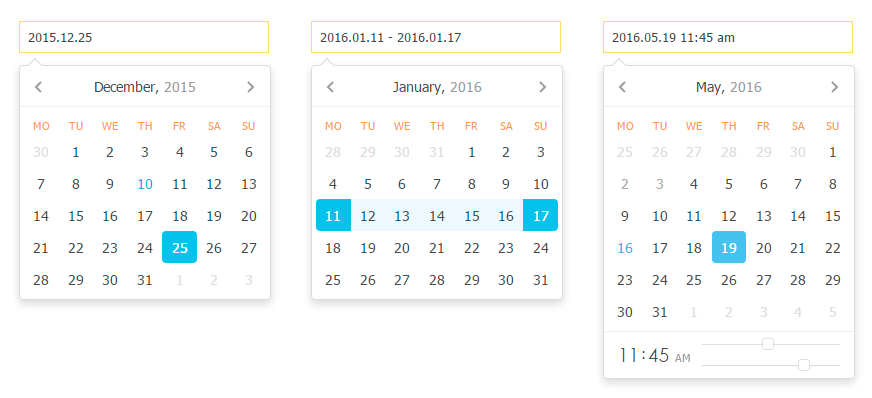 2015.12.25
December, 2015
MO TU WE TH FR SA SU
30 1 2 3 4 5 6
7 8 9 10 11 12 13
14 15 16 17 18 19 20
21 22 23 24 25 26 27
28 29 30 31 1 2 3
2016.01.11 - 2016.01.17
January, 2016
MO TU WE TH FR SA SU
28 29 30 31 1 2 3
4 5 6 7 8 9 10
11 12 13 14 15 16 17
18 19 20 21 22 23 24
25 26 27 28 29 30 31
2016.05.19 11:45 am
May, 2016
MO TU WE TH FR SA SU
25 26 27 28 29 30 1
2 3 4 5 6 7 8
9 10 11 12 13 14 15
16 17 18 19 20 21 22
23 24 25 26 27 28 29
30 31 1 2 3 4 5
11:45 AM